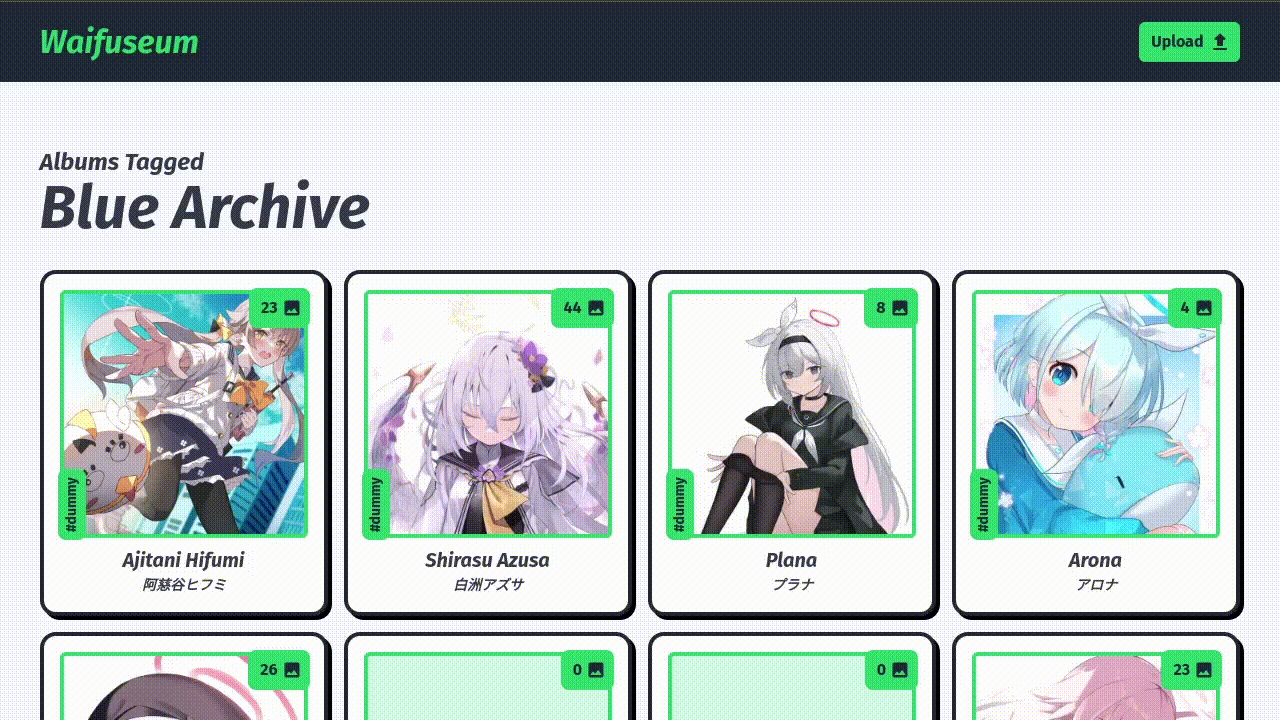 Waifuseum
Upload
Albums Tagged
Blue Archive
23
#dummy
Ajitani Hifumi
阿慈谷ヒフミ
44
#dummy
Shirasu Azusa
白洲アズサ
8
#dummy
Plana
プラナ
4
#dummy
Arona
アロナ
26
0
0
23